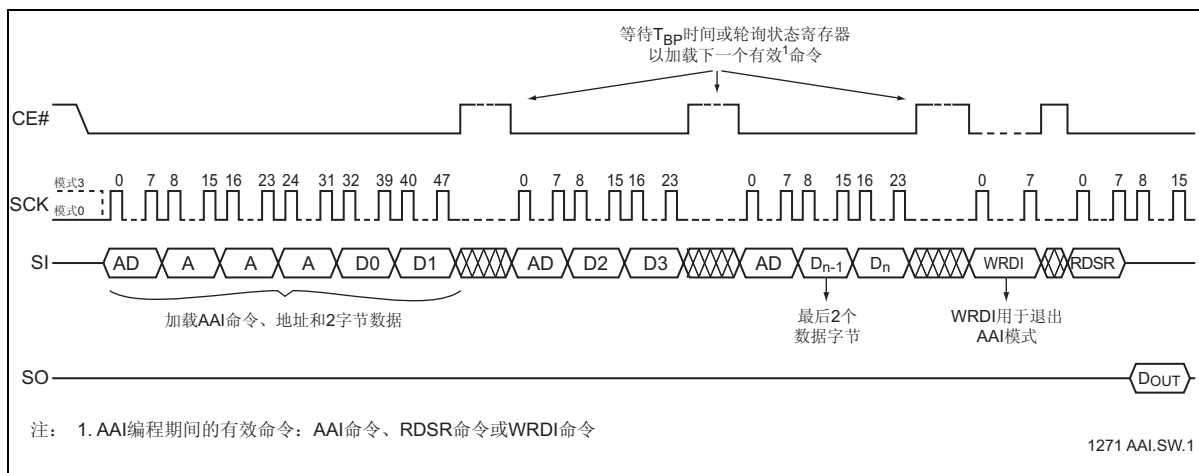 等待TBP时间或轮询状态寄存器
以加载下一个有效1命令
CE#
模式3
模式0
SCK
0 7 8 15 16 23 24 31 32 39 40 47 0 7 8 15 16 23 0 7 8 15 16 23 0 7 0 7 8 15
SI
AD A A A D0 D1 AD D2 D3 AD Dn-1 Dn WRDI RDSR
加载AAI命令、地址和2字节数据
最后2个
数据字节
WRDI用于退出
AAI模式
SO
DOUT
注： 1. AAI编程期间的有效命令：AAI命令、RDSR命令或WRDI命令
1271 AAI.SW.1